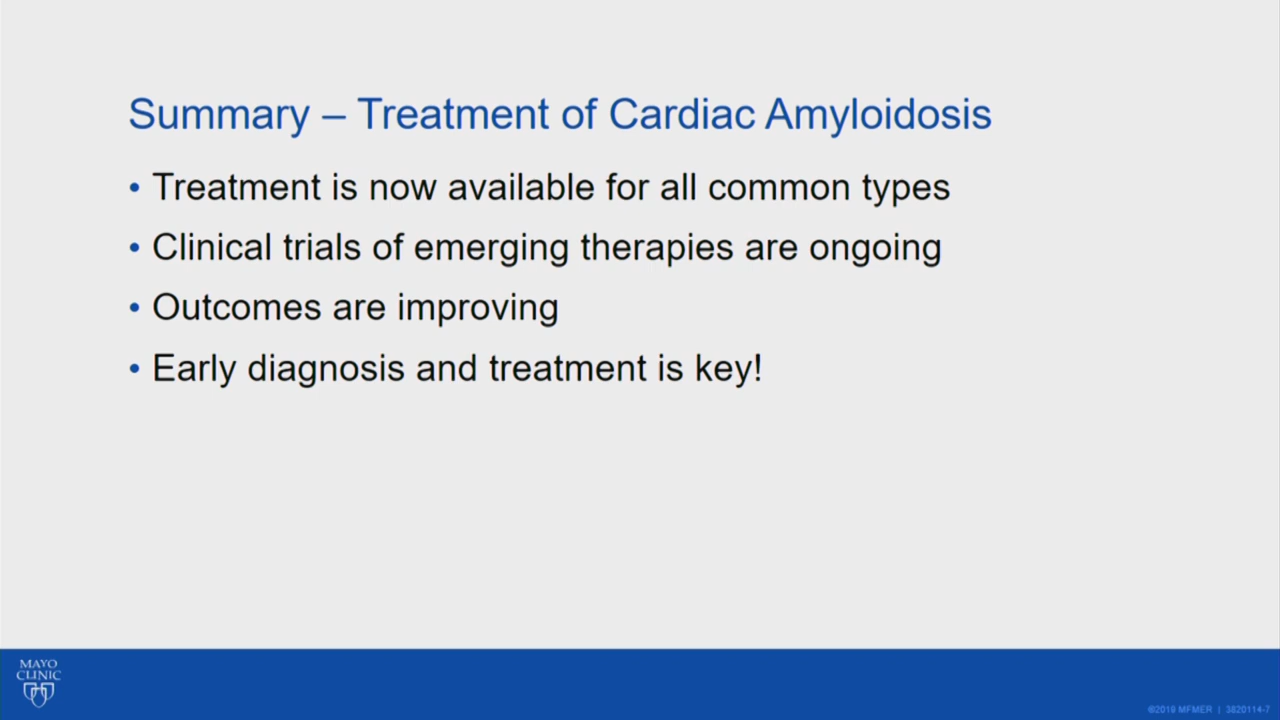 Summary – Treatment of Cardiac Amyloidosis
• Treatment is now available for all common types
• Clinical trials of emerging therapies are ongoing
• Outcomes are improving
• Early diagnosis and treatment is key!
MAYO
CLINIC
©2019 MFMER | 3820114-7